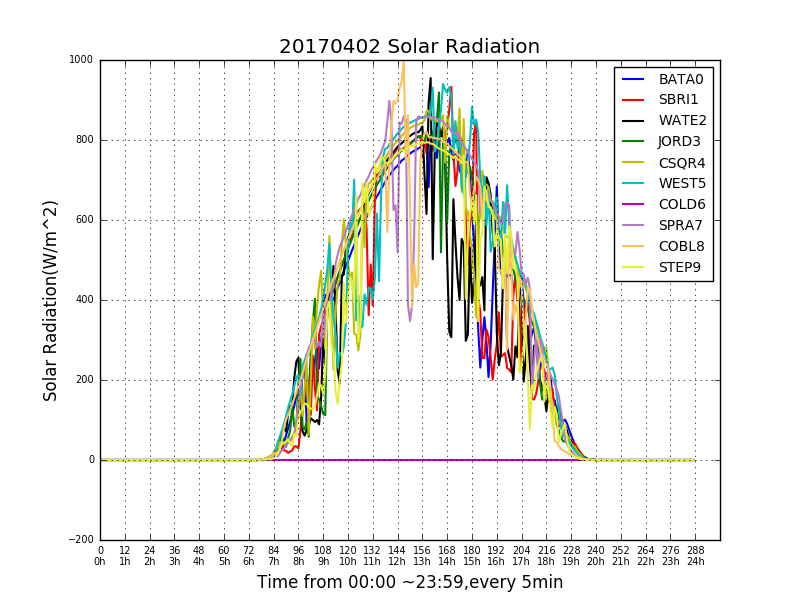 20170402 Solar Radiation
1000
800
600
400
200
0
−200
Solar Radiation(W/m^2)
BATA0
SBRI1
WATE2
JORD3
CSQR4
WEST5
COLD6
SPRA7
COBL8
STEP9
0 12 24 36 48 60 72 84 96 108 120 132 144 156 168 180 192 204 216 228 240 252 264 276 288
0h 1h 2h 3h 4h 5h 6h 7h 8h 9h 10h 11h 12h 13h 14h 15h 16h 17h 18h 19h 20h 21h 22h 23h 24h
Time from 00:00 ~23:59,every 5min